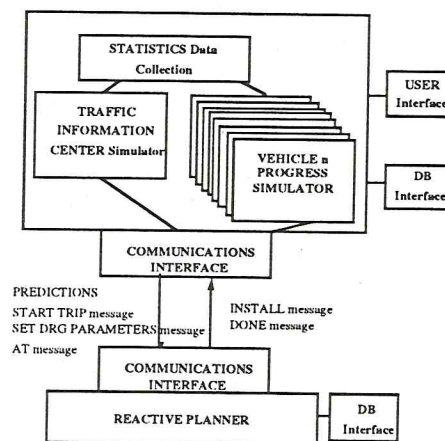 STATISTICS Data
Collection
TRAFFIC
INFORMATION
CENTER Simulator
VEHICLE n
PROGRESS
SIMULATOR
USER
Interface
DB
Interface
COMMUNICATIONS
INTERFACE
PREDICTIONS
START TRIP message
SET DRG PARAMETERS message
AT message
INSTALL message
DONE message
COMMUNICATIONS
INTERFACE
REACTIVE PLANNER
DB
Interface